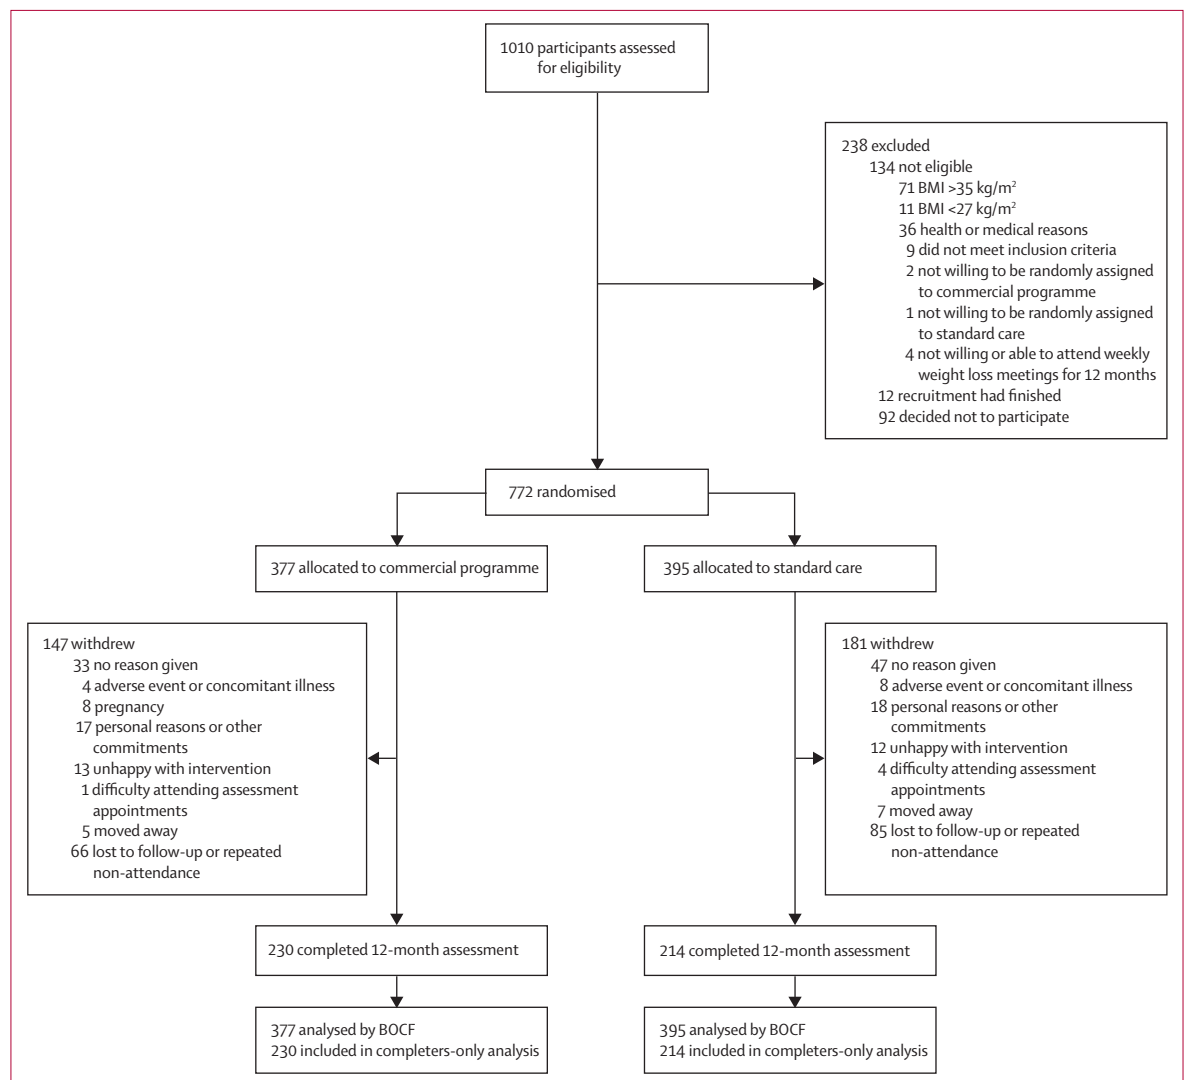 1010 participants assessed
for eligibility
238 excluded
134 not eligible
71 BMI >35 kg/m²
11 BMI <27 kg/m²
36 health or medical reasons
9 did not meet inclusion criteria
2 not willing to be randomly assigned
to commercial programme
1 not willing to be randomly assigned
to standard care
4 not willing or able to attend weekly
weight loss meetings for 12 months
12 recruitment had finished
92 decided not to participate
772 randomised
377 allocated to commercial programme
395 allocated to standard care
147 withdrew
33 no reason given
4 adverse event or concomitant illness
8 pregnancy
17 personal reasons or other
commitments
13 unhappy with intervention
1 difficulty attending assessment
appointments
5 moved away
66 lost to follow-up or repeated
non-attendance
181 withdrew
47 no reason given
8 adverse event or concomitant illness
18 personal reasons or other
commitments
12 unhappy with intervention
4 difficulty attending assessment
appointments
7 moved away
85 lost to follow-up or repeated
non-attendance
230 completed 12-month assessment
214 completed 12-month assessment
377 analysed by BOCF
230 included in completers-only analysis
395 analysed by BOCF
214 included in completers-only analysis